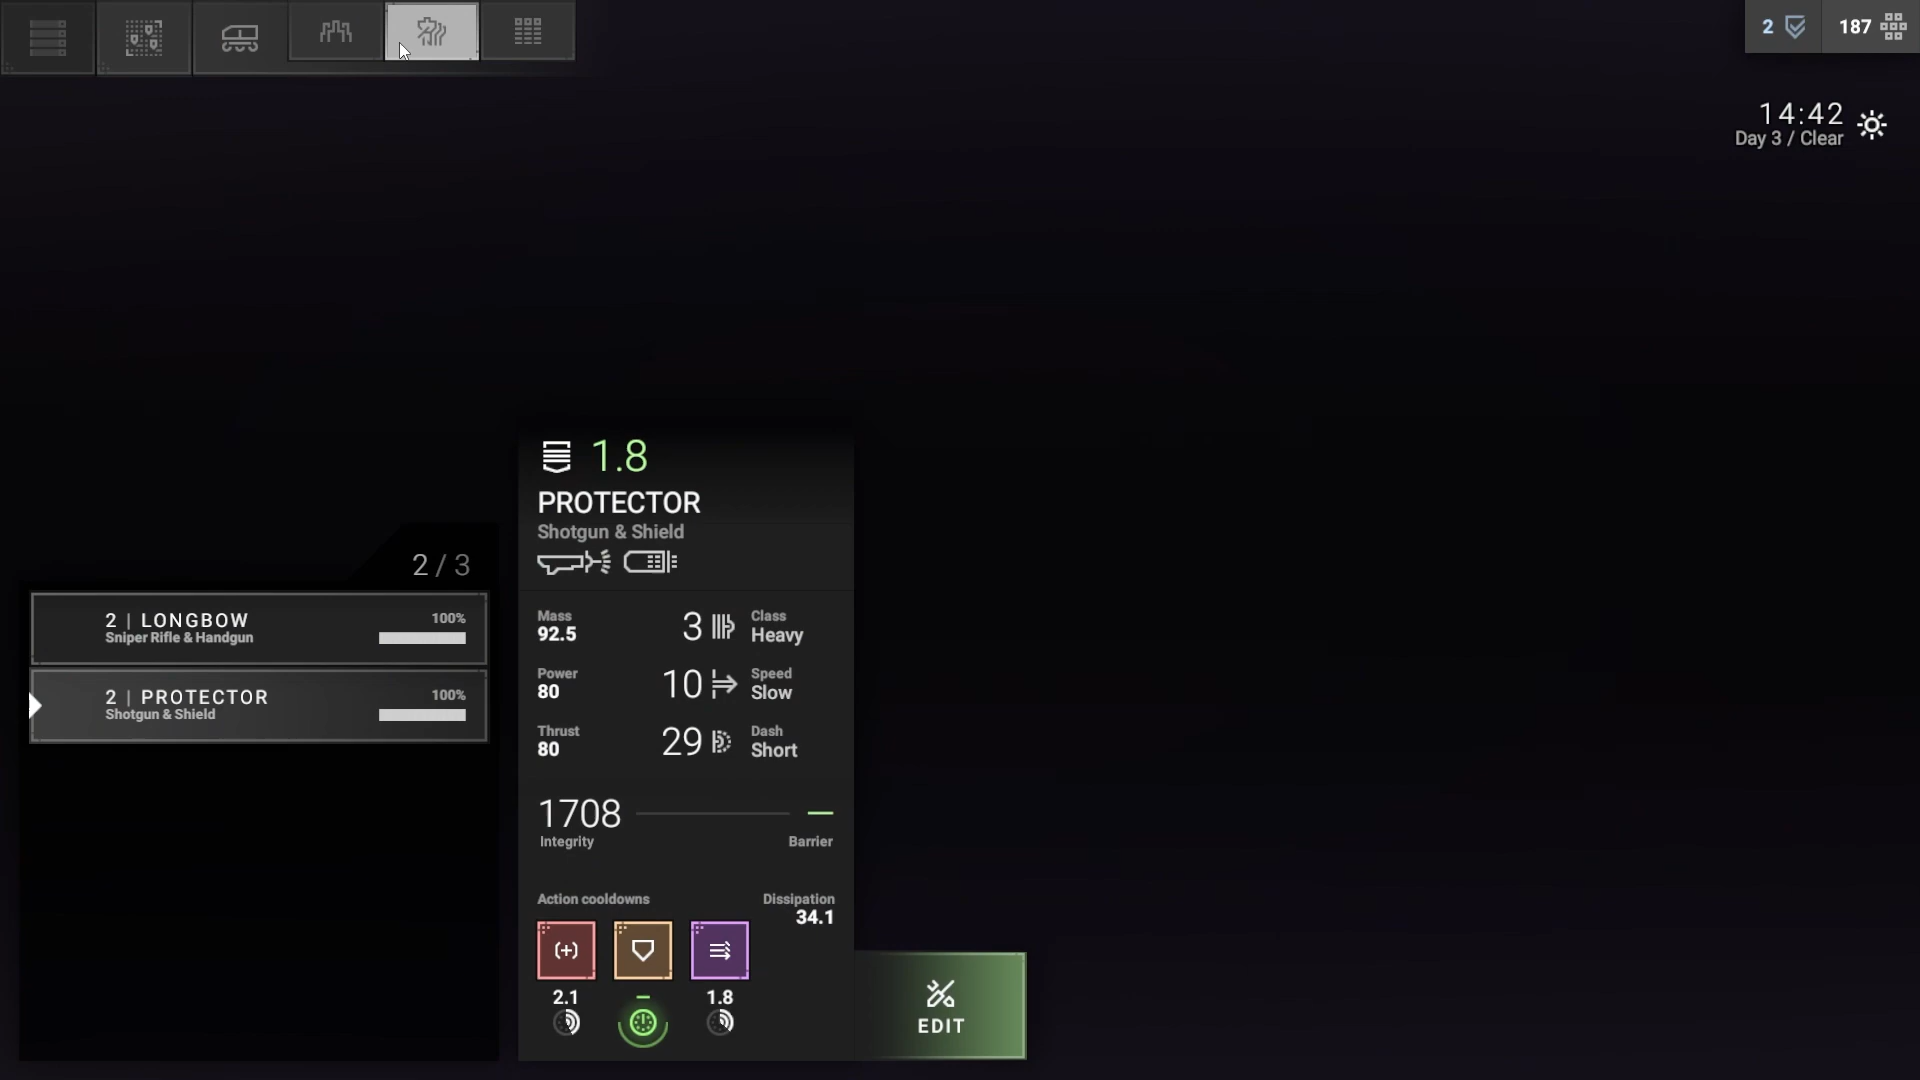 2
187
14:42
Day 3 / Clear
1.8
PROTECTOR
Shotgun & Shield
2 / 3
2 | LONGBOW
Sniper Rifle & Handgun
100%
2 | PROTECTOR
Shotgun & Shield
100%
Mass
92.5
3
Class
Heavy
Power
80
10
Speed
Slow
Thrust
80
29
Dash
Short
1708
Integrity
Barrier
Action cooldowns
Dissipation
34.1
2.1
1.8
EDIT